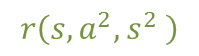 r(s, a², s²)